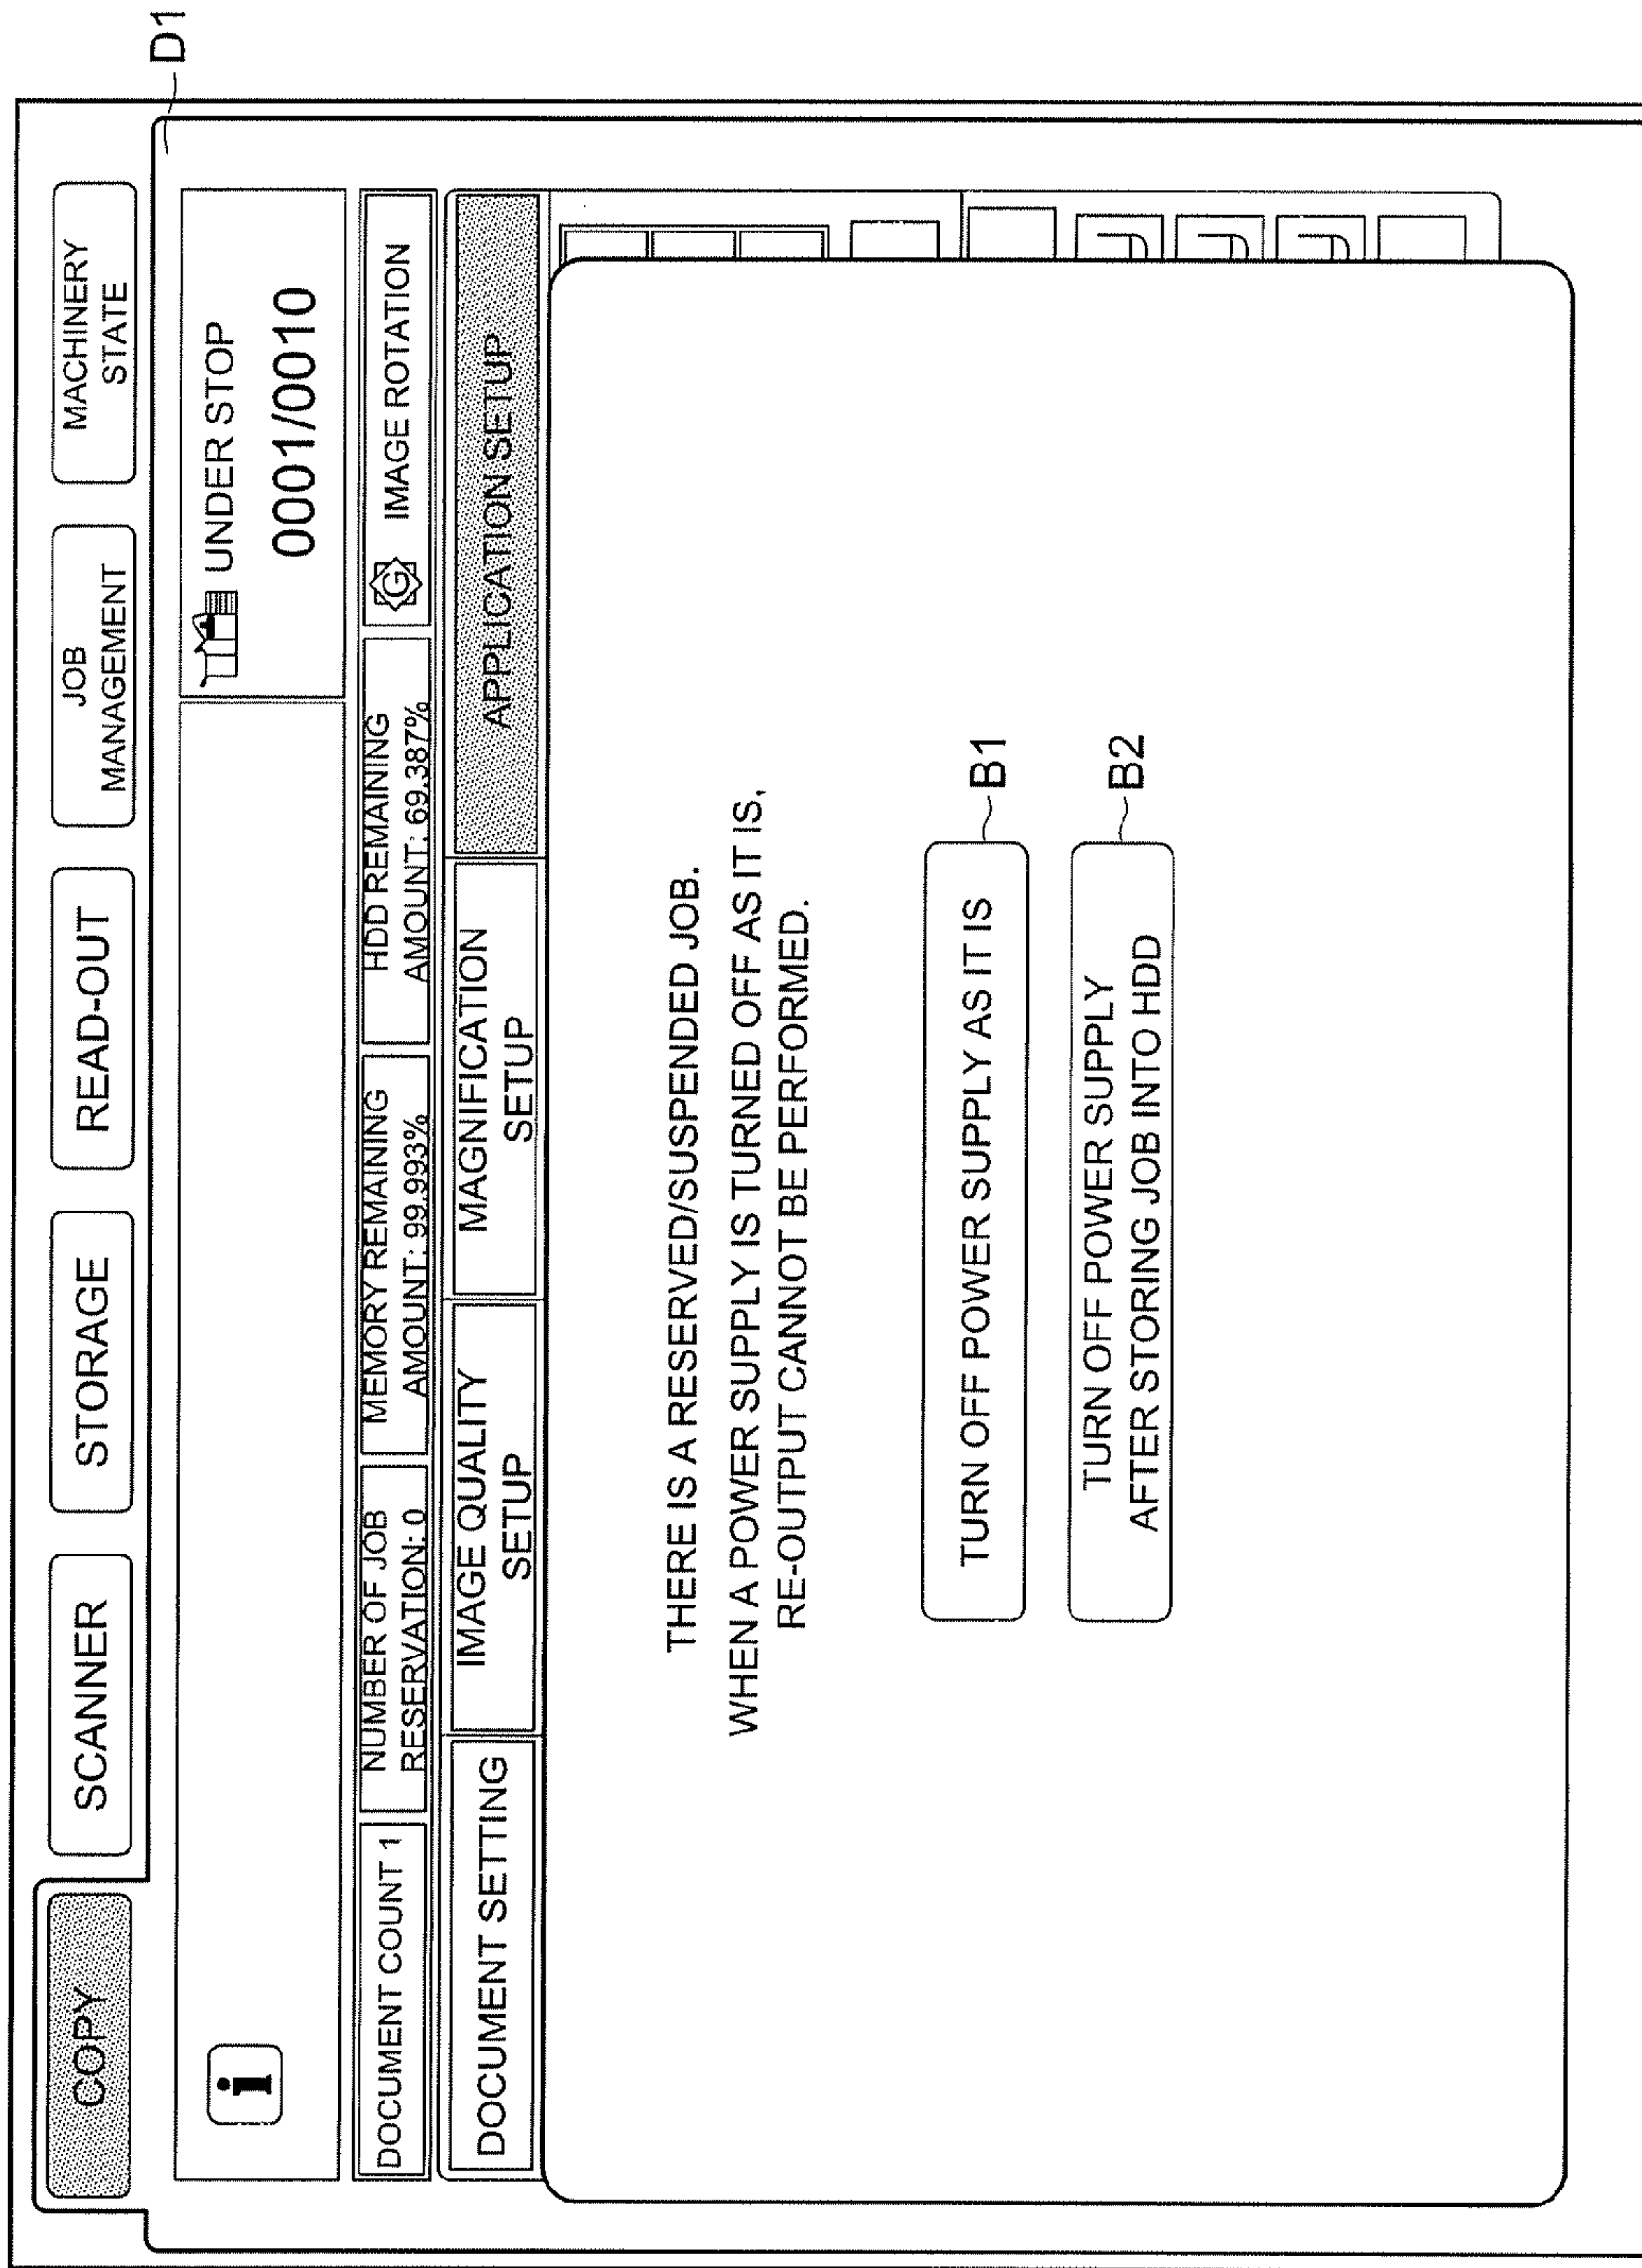 D1
COPY
SCANNER
STORAGE
READ-OUT
JOB
MANAGEMENT
MACHINERY
STATE
i
UNDER STOP
0001/0010
DOCUMENT COUNT 1
NUMBER OF JOB
RESERVATION: 0
MEMORY REMAINING
AMOUNT: 99.993%
HDD REMAINING
AMOUNT: 69.387%
G
IMAGE ROTATION
DOCUMENT SETTING
IMAGE QUALITY
SETUP
MAGNIFICATION
SETUP
APPLICATION SETUP
THERE IS A RESERVED/SUSPENDED JOB.
WHEN A POWER SUPPLY IS TURNED OFF AS IT IS,
RE-OUTPUT CANNOT BE PERFORMED.
TURN OFF POWER SUPPLY AS IT IS
B1
TURN OFF POWER SUPPLY
AFTER STORING JOB INTO HDD
B2